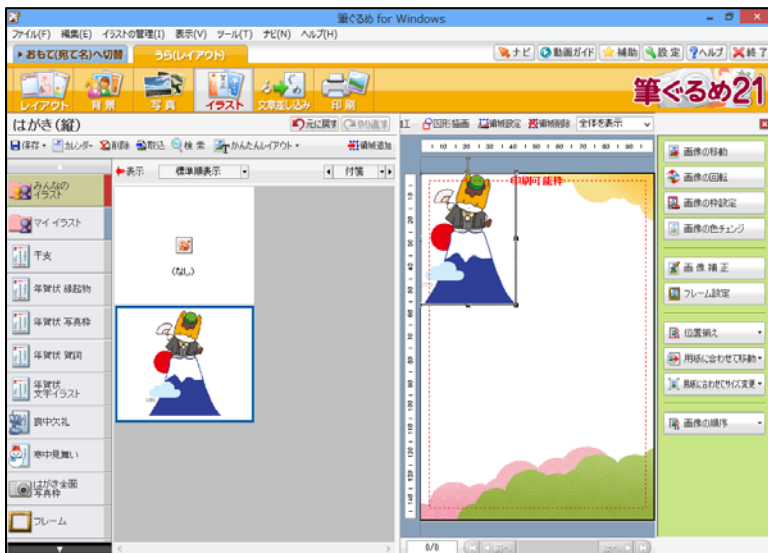 筆ぐるめ for Windows
ファイル(F) 編集(E) イラストの管理(I) 表示(V) ツール(T) ナビ(N) ヘルプ(H)
おもて(宛て名)へ切替 うら(レイアウト) ナビ 動画ガイド 補助 設定 ?ヘルプ 終了
レイアウト 背景 写真 イラスト 文章差し込み 印刷 筆ぐるめ21
はがき(縦) 元に戻す やり直す 図形描画 領域設定 領域削除 全体を表示
保存 カレンダー 削除 取込 検索 かんたんレイアウト 領域追加
表示 標準順表示 付箋
みんなのイラスト
マイ イラスト
干支
年賀状 縁起物
年賀状 写真枠
年賀状 賀詞
年賀状 文字イラスト
喪中欠礼
寒中見舞い
はがき全面 写真枠
フレーム
(なし)
印刷可能枠
画像の移動
画像の回転
画像の枠設定
画像の色チェンジ
画像補正
フレーム設定
位置揃え
用紙に合わせて移動
用紙に合わせてサイズ変更
画像の順序
0/0